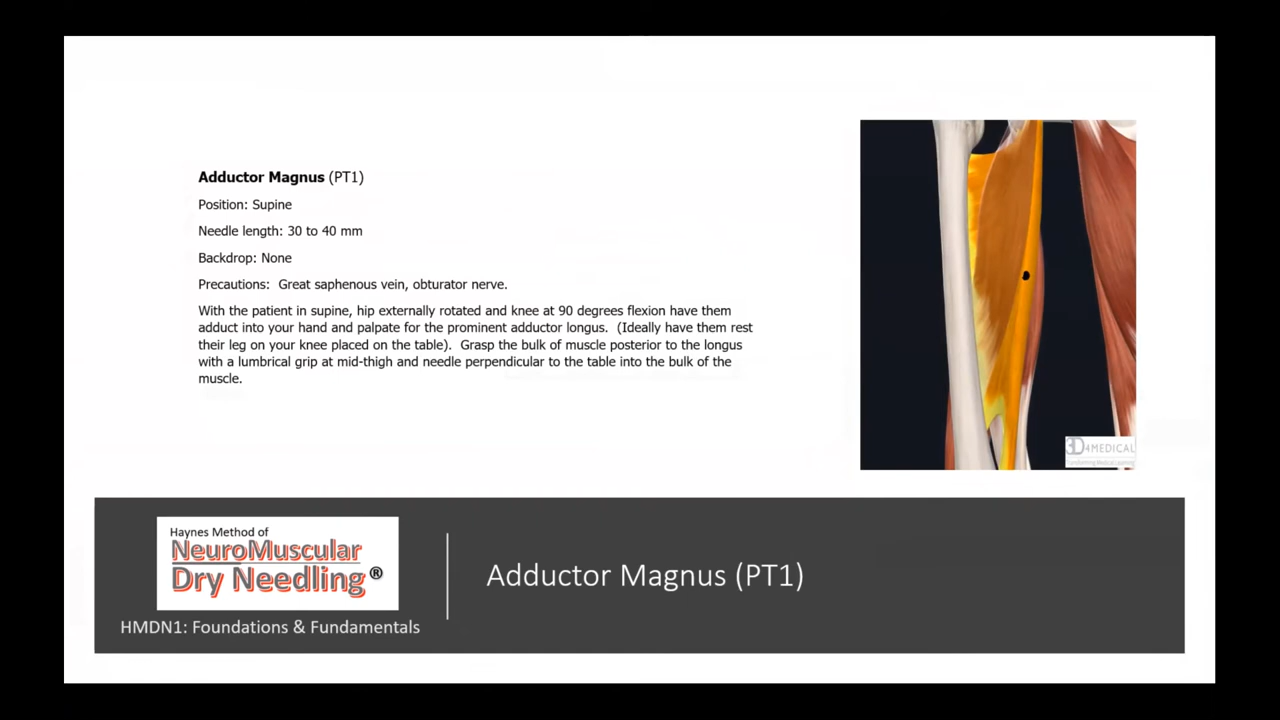 Adductor Magnus (PT1)
Position: Supine
Needle length: 30 to 40 mm
Backdrop: None
Precautions: Great saphenous vein, obturator nerve.
With the patient in supine, hip externally rotated and knee at 90 degrees flexion have them
adduct into your hand and palpate for the prominent adductor longus. (Ideally have them rest
their leg on your knee placed on the table). Grasp the bulk of muscle posterior to the longus
with a lumbrical grip at mid-thigh and needle perpendicular to the table into the bulk of the
muscle.
3D4MEDICAL
Transforming Medical Learning
Haynes Method of
NeuroMuscular
Dry Needling®
HMDN1: Foundations & Fundamentals
Adductor Magnus (PT1)